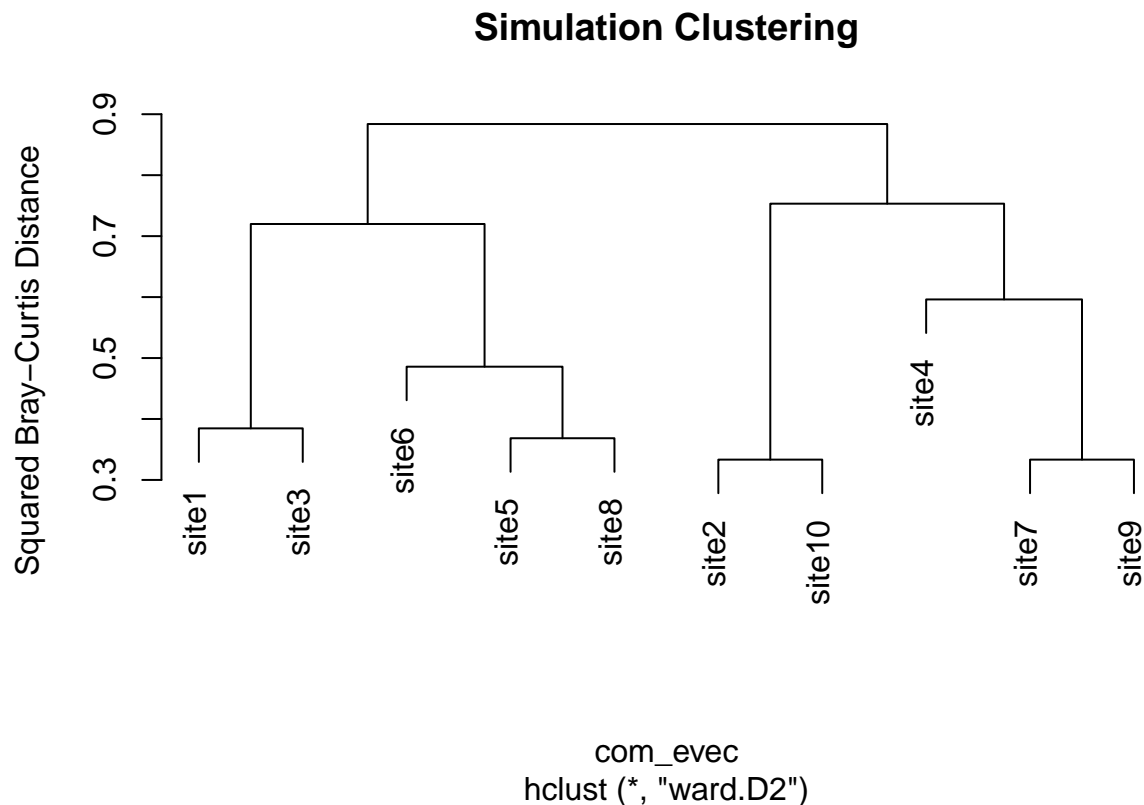 Simulation Clustering
Squared Bray−Curtis Distance
0.9
0.7
0.5
0.3
site1
site3
site6
site5
site8
site2
site10
site4
site7
site9
com_evec
hclust (*, "ward.D2")